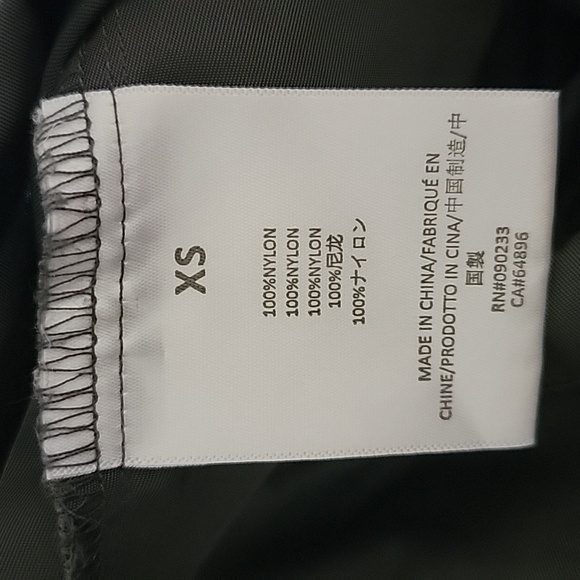 XS
100%NYLON
100%NYLON
100%NYLON
100%尼龙
100%ナイロン
MADE IN CHINA/FABRIQUÉ EN
CHINE/PRODOTTO IN CINA/中国制造/中
国製
RN#090233
CA#64896